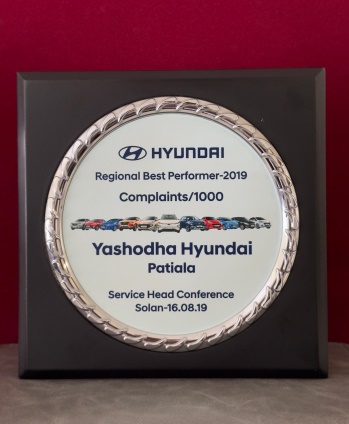 HYUNDAI
Regional Best Performer-2019
Complaints/1000
Yashodha Hyundai
Patiala
Service Head Conference
Solan-16.08.19